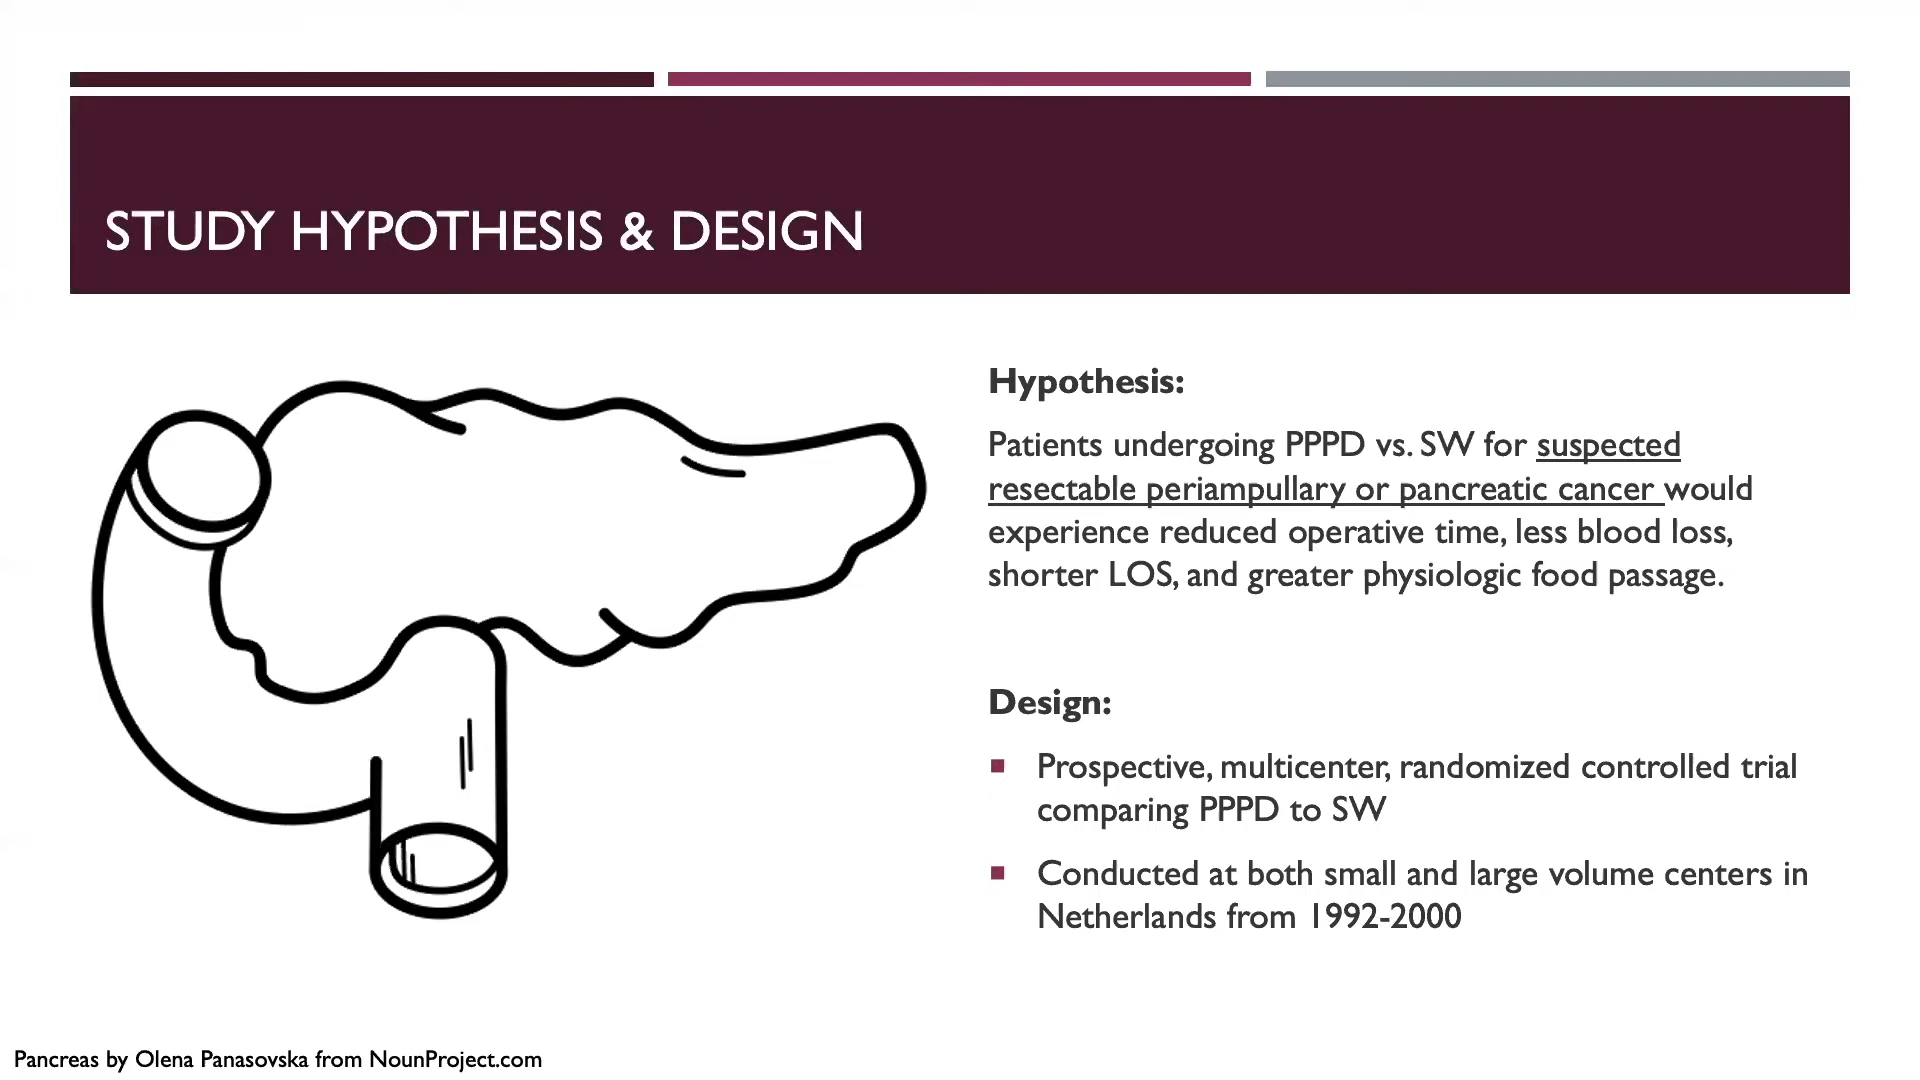 STUDY HYPOTHESIS & DESIGN
Hypothesis:
Patients undergoing PPPD vs. SW for suspected
resectable periampullary or pancreatic cancer would
experience reduced operative time, less blood loss,
shorter LOS, and greater physiologic food passage.
Design:
Prospective, multicenter, randomized controlled trial
comparing PPPD to SW
Conducted at both small and large volume centers in
Netherlands from 1992-2000
Pancreas by Olena Panasovska from NounProject.com